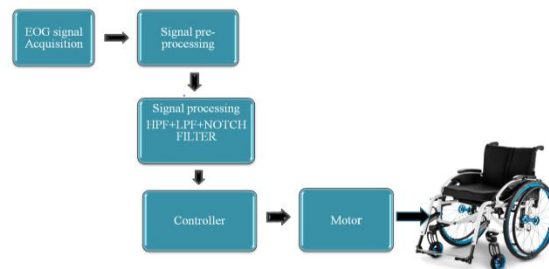 EOG signal
Acquisition
Signal pre-
processing
Signal processing
HPF+LPF+NOTCH
FILTER
Controller
Motor